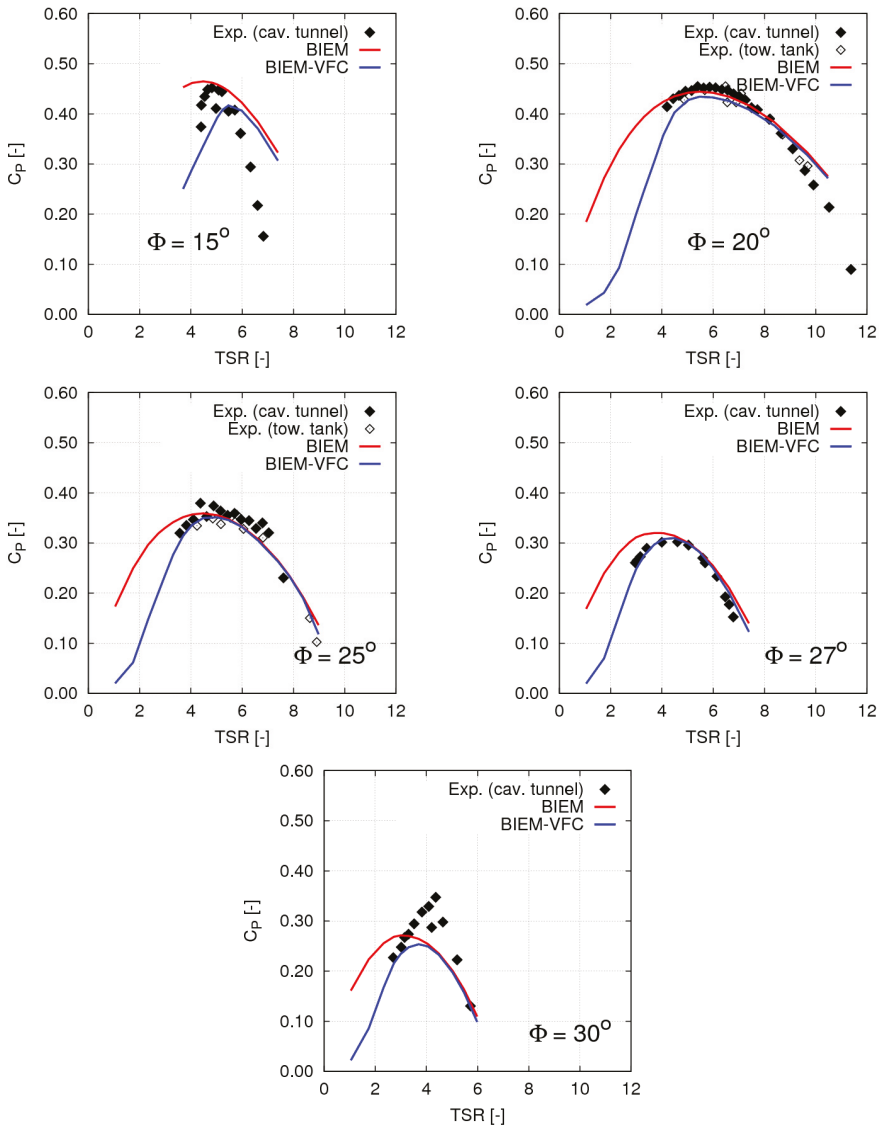 Exp. (cav. tunnel)
BIEM
BIEM-VFC
0.60
0.50
0.40
0.30
0.20
0.10
0.00
C_P [-]
Φ = 15°
0 2 4 6 8 10 12
TSR [-]
Exp. (cav. tunnel)
Exp. (tow. tank)
BIEM
BIEM-VFC
0.60
0.50
0.40
0.30
0.20
0.10
0.00
C_P [-]
Φ = 20°
0 2 4 6 8 10 12
TSR [-]
Exp. (cav. tunnel)
Exp. (tow. tank)
BIEM
BIEM-VFC
0.60
0.50
0.40
0.30
0.20
0.10
0.00
C_P [-]
Φ = 25°
0 2 4 6 8 10 12
TSR [-]
Exp. (cav. tunnel)
BIEM
BIEM-VFC
0.60
0.50
0.40
0.30
0.20
0.10
0.00
C_P [-]
Φ = 27°
0 2 4 6 8 10 12
TSR [-]
Exp. (cav. tunnel)
BIEM
BIEM-VFC
0.60
0.50
0.40
0.30
0.20
0.10
0.00
C_P [-]
Φ = 30°
0 2 4 6 8 10 12
TSR [-]